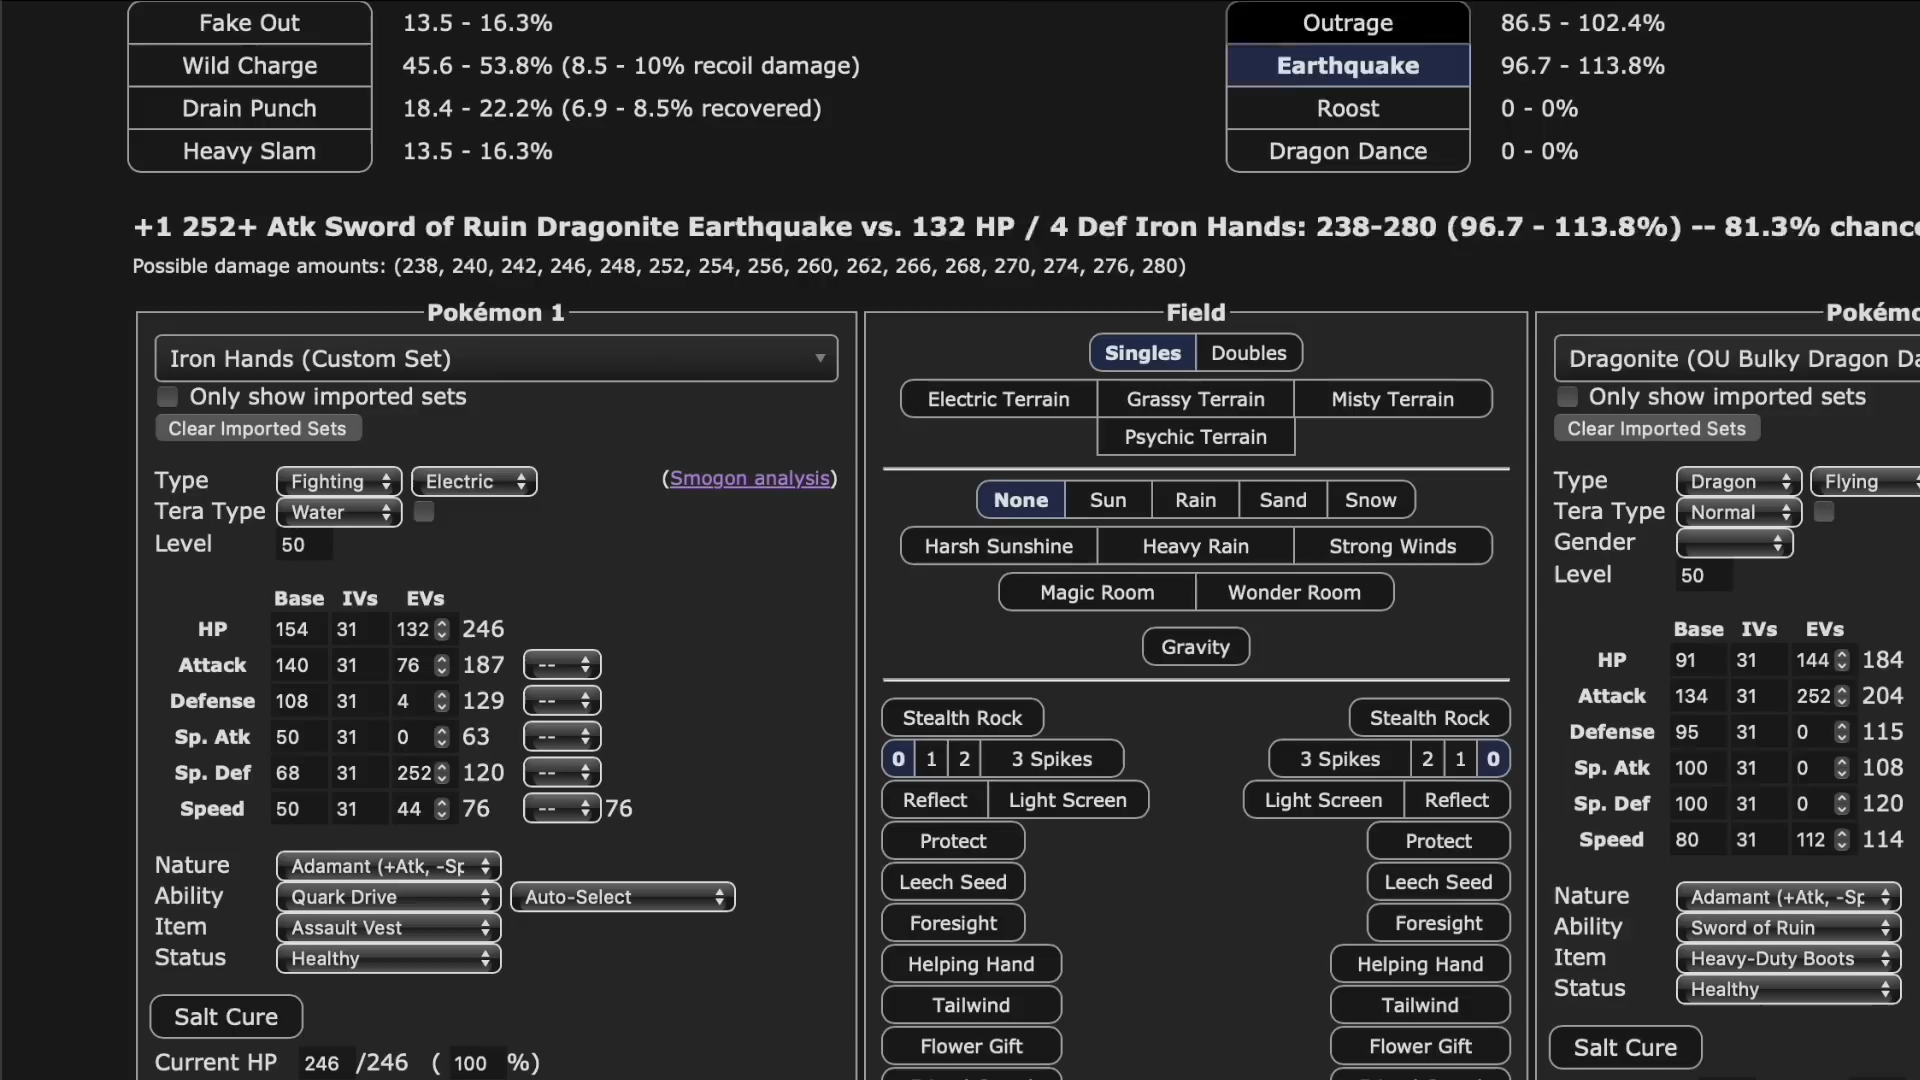 Fake Out 13.5 - 16.3%
Wild Charge 45.6 - 53.8% (8.5 - 10% recoil damage)
Drain Punch 18.4 - 22.2% (6.9 - 8.5% recovered)
Heavy Slam 13.5 - 16.3%
Outrage 86.5 - 102.4%
Earthquake 96.7 - 113.8%
Roost 0 - 0%
Dragon Dance 0 - 0%
+1 252+ Atk Sword of Ruin Dragonite Earthquake vs. 132 HP / 4 Def Iron Hands: 238-280 (96.7 - 113.8%) -- 81.3% chance
Possible damage amounts: (238, 240, 242, 246, 248, 252, 254, 256, 260, 262, 266, 268, 270, 274, 276, 280)
Pokémon 1
Iron Hands (Custom Set)
Only show imported sets
Clear Imported Sets
Type Fighting Electric (Smogon analysis)
Tera Type Water
Level 50
Base IVs EVs
HP 154 31 132 246
Attack 140 31 76 187 --
Defense 108 31 4 129 --
Sp. Atk 50 31 0 63 --
Sp. Def 68 31 252 120 --
Speed 50 31 44 76 -- 76
Nature Adamant (+Atk, -Sp
Ability Quark Drive Auto-Select
Item Assault Vest
Status Healthy
Salt Cure
Current HP 246 /246 ( 100 %)
Field
Singles Doubles
Electric Terrain Grassy Terrain Misty Terrain
Psychic Terrain
None Sun Rain Sand Snow
Harsh Sunshine Heavy Rain Strong Winds
Magic Room Wonder Room
Gravity
Stealth Rock Stealth Rock
0 1 2 3 Spikes 3 Spikes 2 1 0
Reflect Light Screen Light Screen Reflect
Protect Protect
Leech Seed Leech Seed
Foresight Foresight
Helping Hand Helping Hand
Tailwind Tailwind
Flower Gift Flower Gift
Pokémo
Dragonite (OU Bulky Dragon Da
Only show imported sets
Clear Imported Sets
Type Dragon Flying
Tera Type Normal
Gender
Level 50
Base IVs EVs
HP 91 31 144 184
Attack 134 31 252 204
Defense 95 31 0 115
Sp. Atk 100 31 0 108
Sp. Def 100 31 0 120
Speed 80 31 112 114
Nature Adamant (+Atk, -Sp
Ability Sword of Ruin
Item Heavy-Duty Boots
Status Healthy
Salt Cure